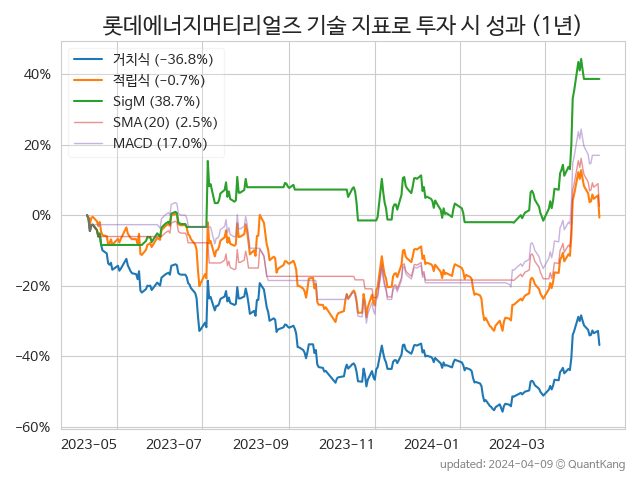 롯데에너지머티리얼즈 기술 지표로 투자 시 성과 (1년)
거치식 (−36.8%)
적립식 (−0.7%)
SigM (38.7%)
SMA(20) (2.5%)
MACD (17.0%)
40%
20%
0%
−20%
−40%
−60%
2023-05 2023-07 2023-09 2023-11 2024-01 2024-03
updated: 2024-04-09 © QuantKang